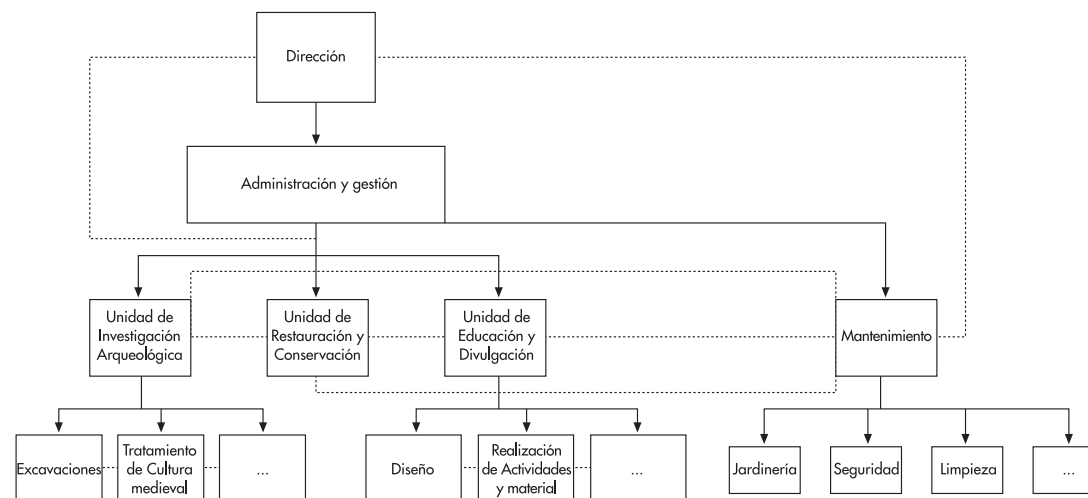 Dirección
Administración y gestión
Unidad de
Investigación
Arqueológica
Unidad de
Restauración y
Conservación
Unidad de
Educación y
Divulgación
Mantenimiento
Excavaciones
Tratamiento
de Cultura
medieval
...
Diseño
Realización
de Actividades
y material
...
Jardinería
Seguridad
Limpieza
...